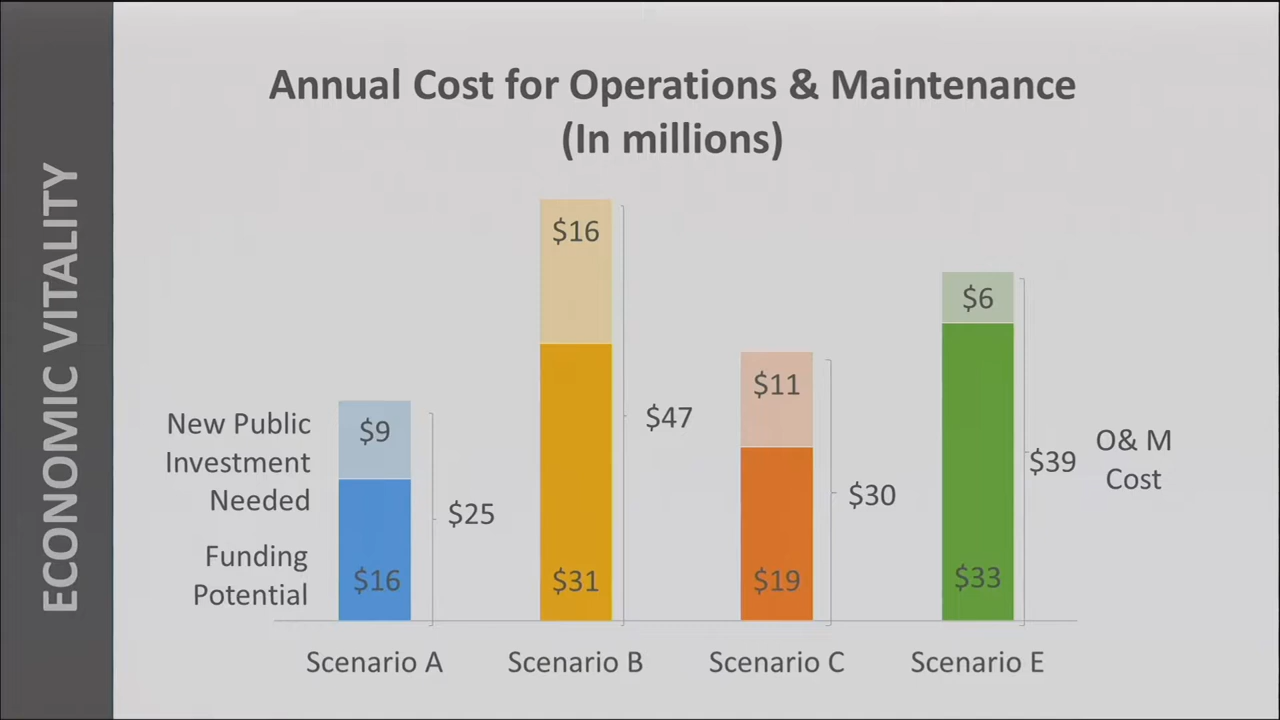 ECONOMIC VITALITY
Annual Cost for Operations & Maintenance
(In millions)
New Public
Investment
Needed
Funding
Potential
$9
$16
$25
$16
$31
$47
$11
$19
$30
$6
$33
$39
O& M
Cost
Scenario A
Scenario B
Scenario C
Scenario E